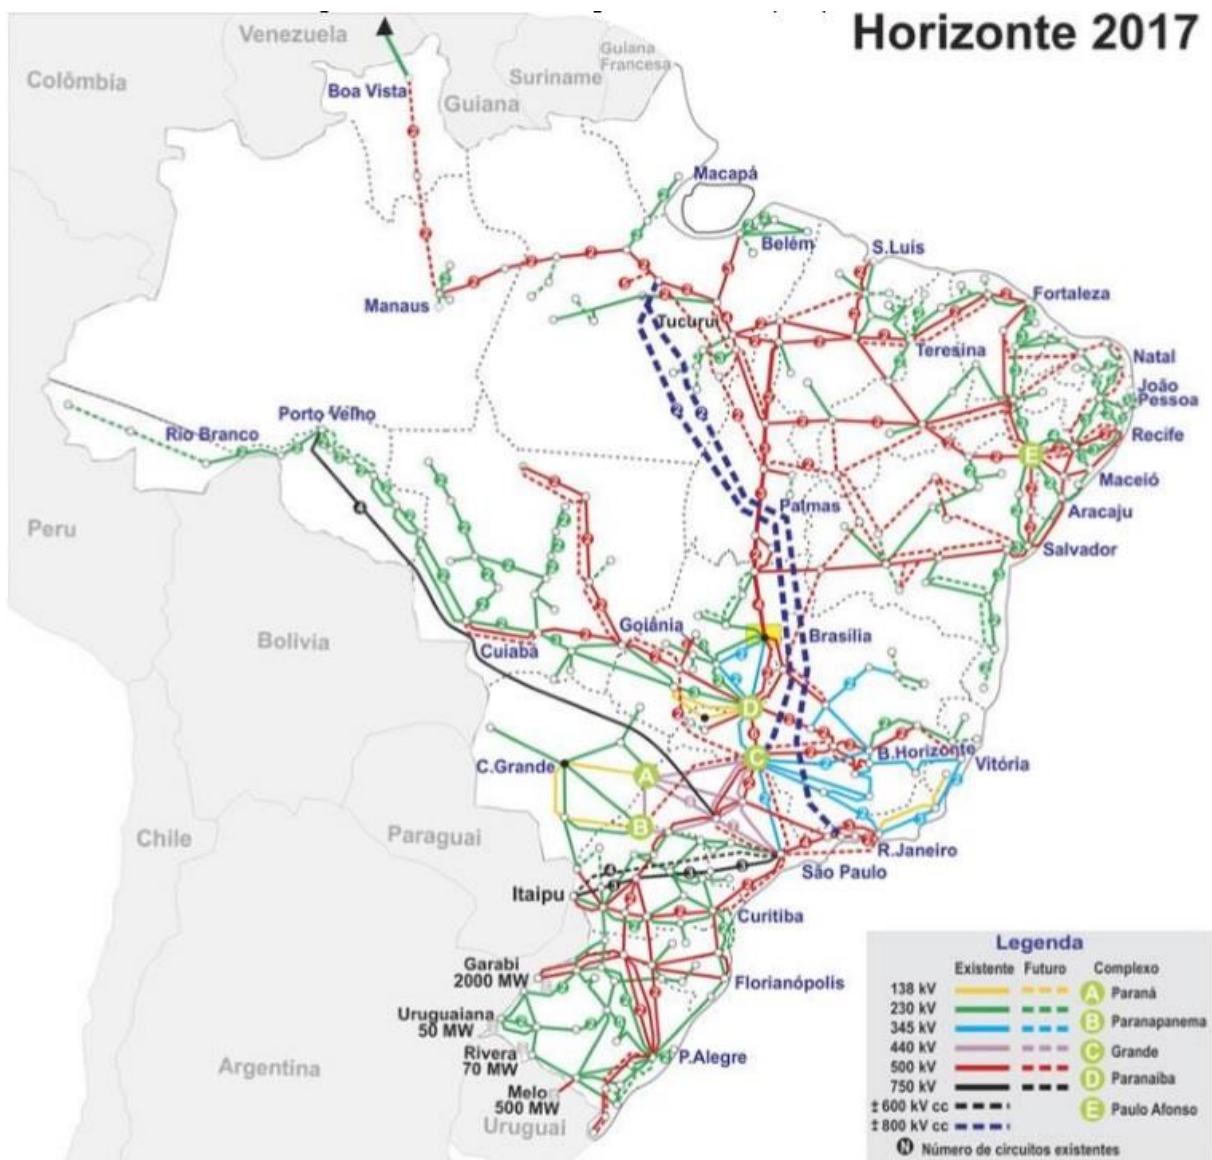 Horizonte 2017
Venezuela
Guiana
Francesa
Suriname
Colômbia
Boa Vista
Guiana
Macapá
Belém
S.Luís
Manaus
Fortaleza
Tucuruí
Teresina
Natal
João
Pessoa
Porto Velho
Rio Branco
Recife
E
Maceió
Palmas
Aracaju
Peru
Salvador
Goiânia
Brasília
Bolívia
Cuiabá
D
B.Horizonte
C
Vitória
C.Grande
A
B
Chile
Paraguai
R.Janeiro
São Paulo
Itaipu
Curitiba
Garabi
2000 MW
Florianópolis
Uruguaiana
50 MW
Rivera
70 MW
P.Alegre
Argentina
Melo
500 MW
Uruguai
Legenda
Existente Futuro Complexo
138 kV A Paraná
230 kV B Paranapanema
345 kV
440 kV C Grande
500 kV D Paranaíba
750 kV
±600 kV cc E Paulo Afonso
±800 kV cc
N Número de circuitos existentes